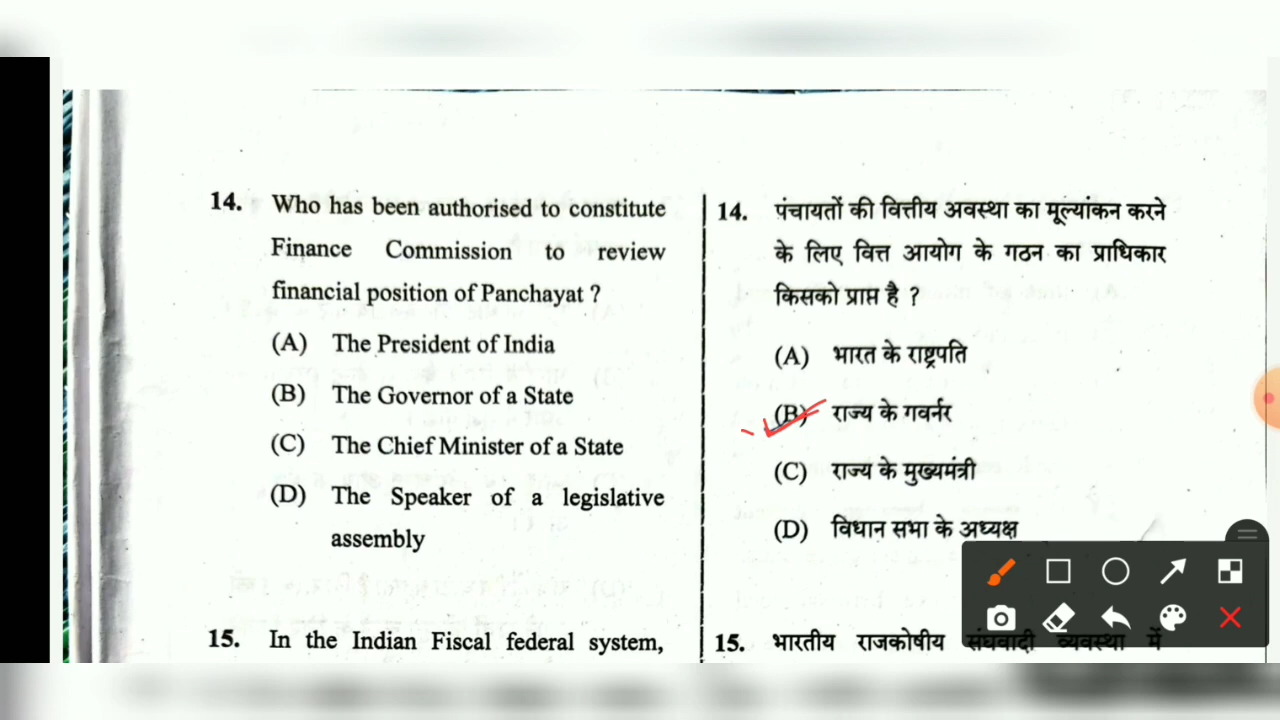 14. Who has been authorised to constitute
Finance Commission to review
financial position of Panchayat ?
(A) The President of India
(B) The Governor of a State
(C) The Chief Minister of a State
(D) The Speaker of a legislative
assembly
15. In the Indian Fiscal federal system,
14. पंचायतों की वित्तीय अवस्था का मूल्यांकन करने
के लिए वित्त आयोग के गठन का प्राधिकार
किसको प्राप्त है ?
(A) भारत के राष्ट्रपति
(B) राज्य के गवर्नर
(C) राज्य के मुख्यमंत्री
(D) विधान सभा के अध्यक्ष
15. भारतीय राजकोषीय संघवादी व्यवस्था में